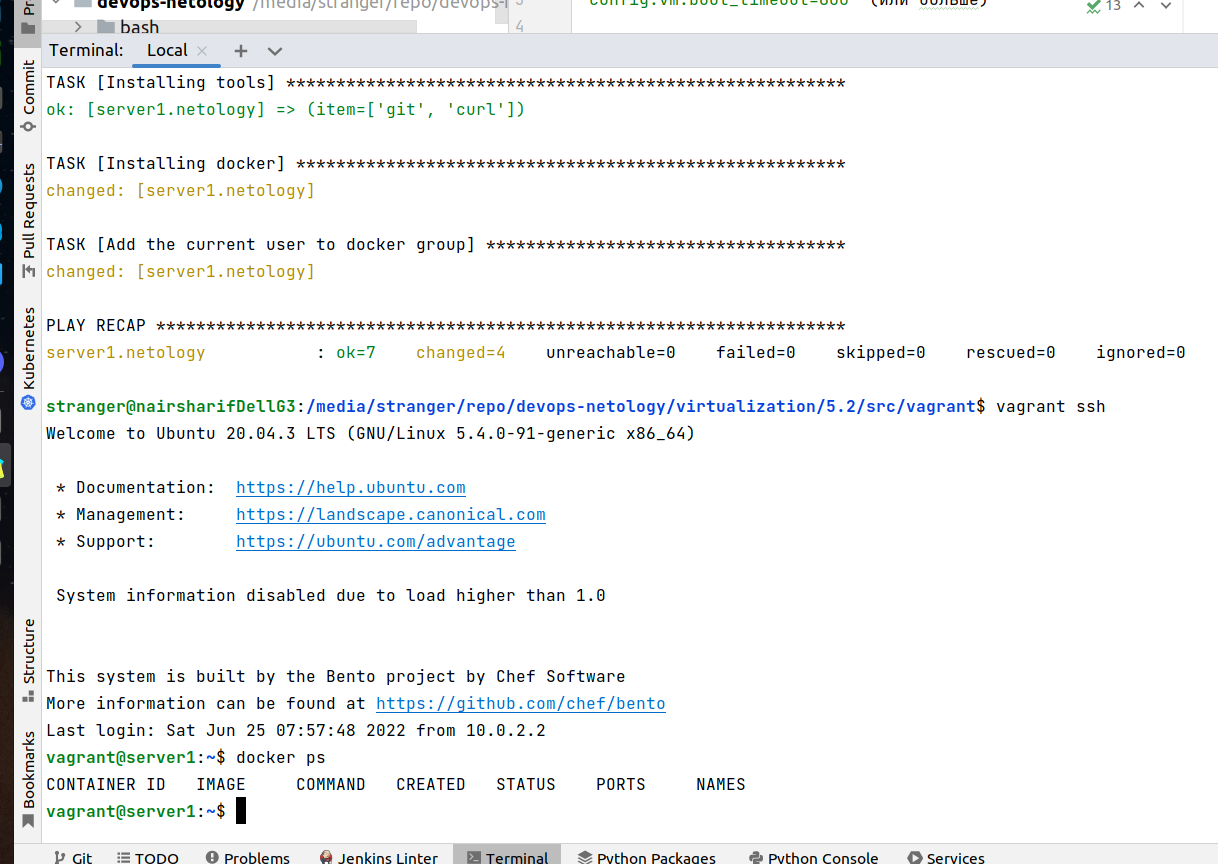 devops-netology /media/stranger/repo/devops-
bash
4
config.vm.boot_timeout=600 (или больше)
13
Terminal: Local
TASK [Installing tools] ********************************************************
ok: [server1.netology] => (item=['git', 'curl'])
TASK [Installing docker] *******************************************************
changed: [server1.netology]
TASK [Add the current user to docker group] ************************************
changed: [server1.netology]
PLAY RECAP *********************************************************************
server1.netology           : ok=7    changed=4    unreachable=0    failed=0    skipped=0    rescued=0    ignored=0
stranger@nairsharifDellG3:/media/stranger/repo/devops-netology/virtualization/5.2/src/vagrant$ vagrant ssh
Welcome to Ubuntu 20.04.3 LTS (GNU/Linux 5.4.0-91-generic x86_64)
* Documentation:  https://help.ubuntu.com
* Management:     https://landscape.canonical.com
* Support:        https://ubuntu.com/advantage
System information disabled due to load higher than 1.0
This system is built by the Bento project by Chef Software
More information can be found at https://github.com/chef/bento
Last login: Sat Jun 25 07:57:48 2022 from 10.0.2.2
vagrant@server1:~$ docker ps
CONTAINER ID   IMAGE     COMMAND   CREATED   STATUS    PORTS     NAMES
vagrant@server1:~$
Commit
Pull Requests
Kubernetes
Structure
Bookmarks
Git TODO Problems Jenkins Linter Terminal Python Packages Python Console Services